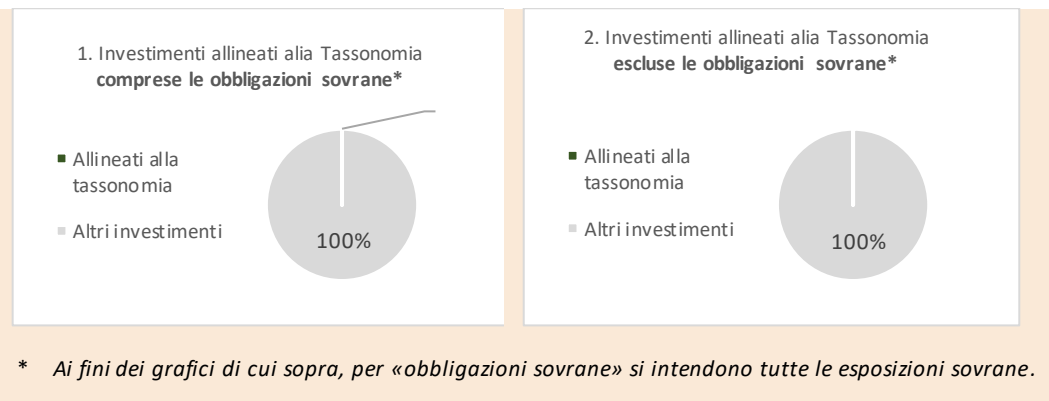 1. Investimenti allineati alia Tassonomia
comprese le obbligazioni sovrane*
Allineati alla
tassonomia
Altri investimenti
100%
2. Investimenti allineati alia Tassonomia
escluse le obbligazioni sovrane*
Allineati alla
tassonomia
Altri investimenti
100%
* Ai fini dei grafici di cui sopra, per «obbligazioni sovrane» si intendono tutte le esposizioni sovrane.